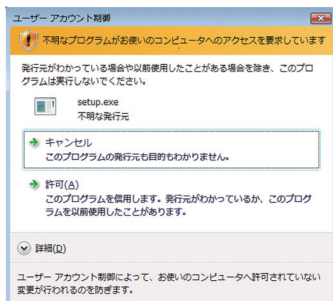 ユーザー アカウント制御
不明なプログラムがお使いのコンピュータへのアクセスを要求しています
発行元がわかっている場合や以前使用したことがある場合を除き、このプロ
グラムは実行しないでください。
setup.exe
不明な発行元
キャンセル
このプログラムの発行元も目的もわかりません。
許可(A)
このプログラムを信用します。発行元がわかっているか、このプログ
ラムを以前使用したことがあります。
詳細(D)
ユーザー アカウント制御によって、お使いのコンピュータへ許可されていない
変更が行われるのを防ぎます。